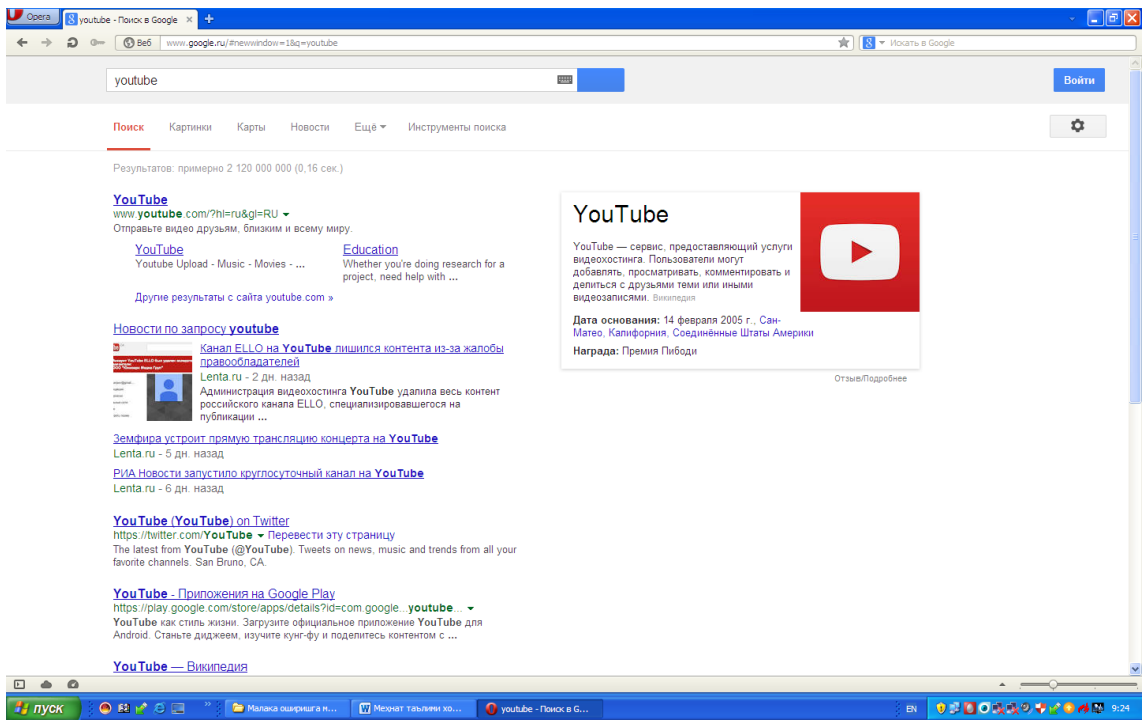 Opera
youtube - Поиск в Google
Веб www.google.ru/#newwindow=1&q=youtube
Искать в Google
youtube
Войти
Поиск Картинки Карты Новости Ещё Инструменты поиска
Результатов: примерно 2 120 000 000 (0,16 сек.)
YouTube
www.youtube.com/?hl=ru&gl=RU
Отправьте видео друзьям, близким и всему миру.
YouTube
Youtube Upload - Music - Movies - ...
Education
Whether you're doing research for a
project, need help with ...
Другие результаты с сайта youtube.com »
Новости по запросу youtube
Канал ELLO на YouTube лишился контента из-за жалобы
правообладателей
Lenta.ru - 2 дн. назад
Администрация видеохостинга YouTube удалила весь контент
российского канала ELLO, специализировавшегося на
публикации ...
Земфира устроит прямую трансляцию концерта на YouTube
Lenta.ru - 5 дн. назад
РИА Новости запустило круглосуточный канал на YouTube
Lenta.ru - 6 дн. назад
YouTube (YouTube) on Twitter
https://twitter.com/YouTube Перевести эту страницу
The latest from YouTube (@YouTube). Tweets on news, music and trends from all your
favorite channels. San Bruno, CA.
YouTube - Приложения на Google Play
https://play.google.com/store/apps/details?id=com.google...youtube...
YouTube как стиль жизни. Загрузите официальное приложение YouTube для
Android. Станьте диджеем, изучите кунг-фу и поделитесь контентом с ...
YouTube — Википедия
YouTube
YouTube — сервис, предоставляющий услуги
видеохостинга. Пользователи могут
добавлять, просматривать, комментировать и
делиться с друзьями теми или иными
видеозаписями. Википедия
Дата основания: 14 февраля 2005 г., Сан-
Матео, Калифорния, Соединённые Штаты Америки
Награда: Премия Пибоди
Отзыв/Подробнее
пуск
Малака оширишга м...
Мехнат таълими хо...
youtube - Поиск в G...
EN
9:24